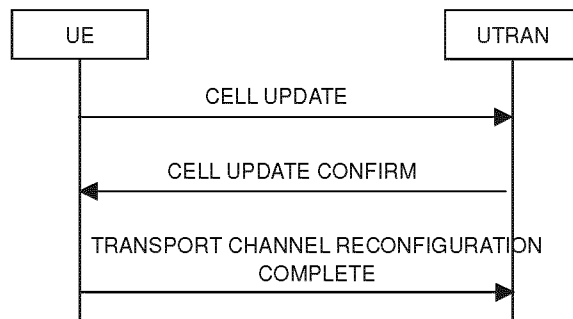 UE
UTRAN
CELL UPDATE
CELL UPDATE CONFIRM
TRANSPORT CHANNEL RECONFIGURATION
COMPLETE